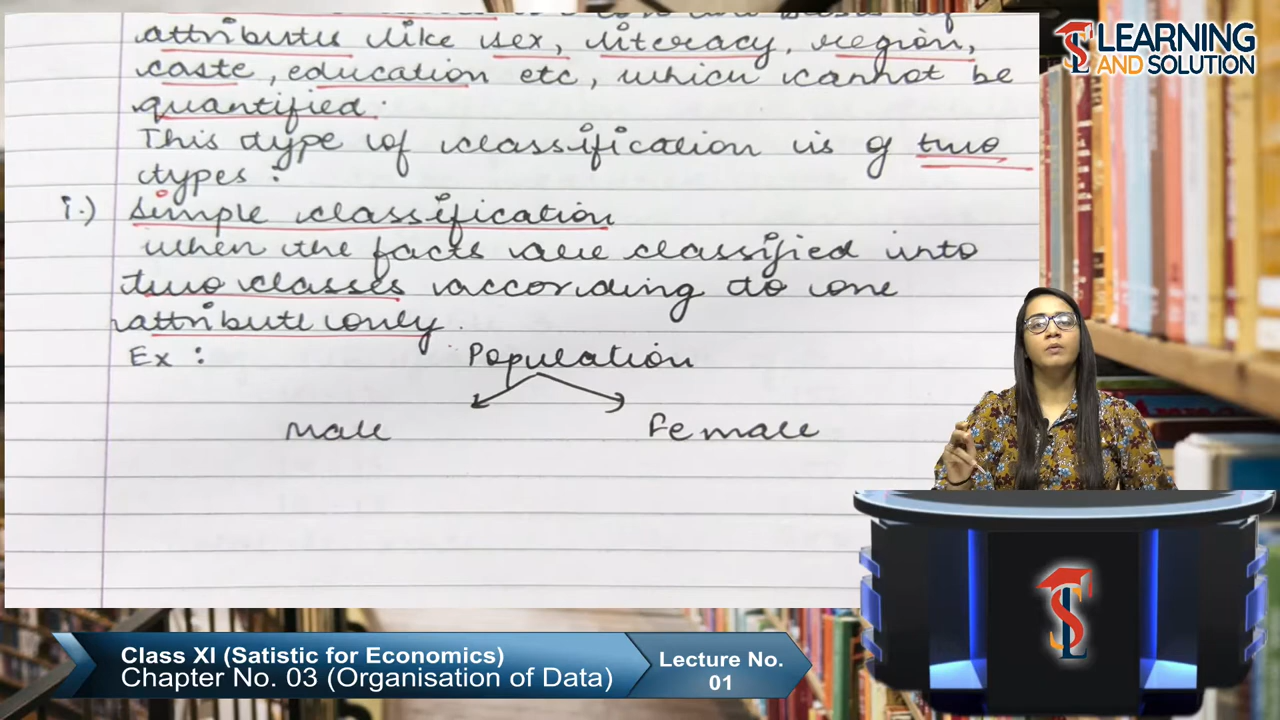 attributes like sex, literacy, region,
caste, education etc, which cannot be
quantified.
This type of classification is of two
types :
i.) Simple classification
when the facts are classified into
two classes according to one
attribute only.
Ex : Population
Male Female
LEARNING
AND SOLUTION
Class XI (Satistic for Economics)
Chapter No. 03 (Organisation of Data)
Lecture No.
01